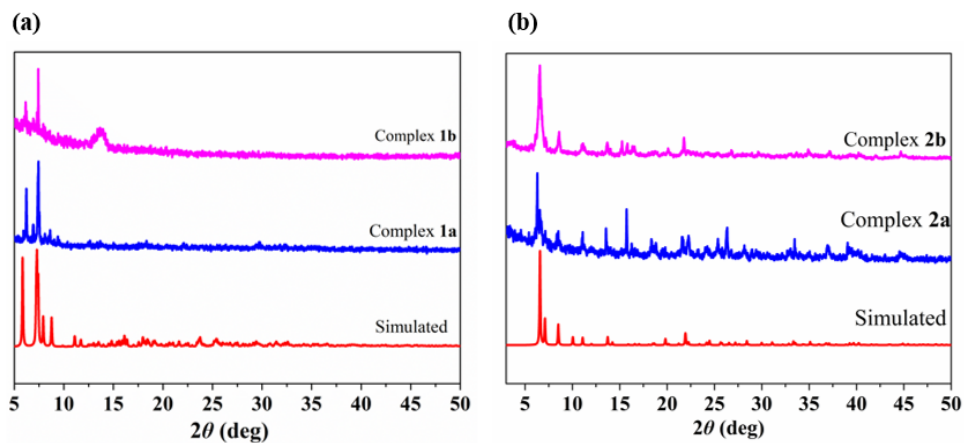 (a)
Complex 1b
Complex 1a
Simulated
5 10 15 20 25 30 35 40 45 50
2θ (deg)
(b)
Complex 2b
Complex 2a
Simulated
5 10 15 20 25 30 35 40 45 50
2θ (deg)